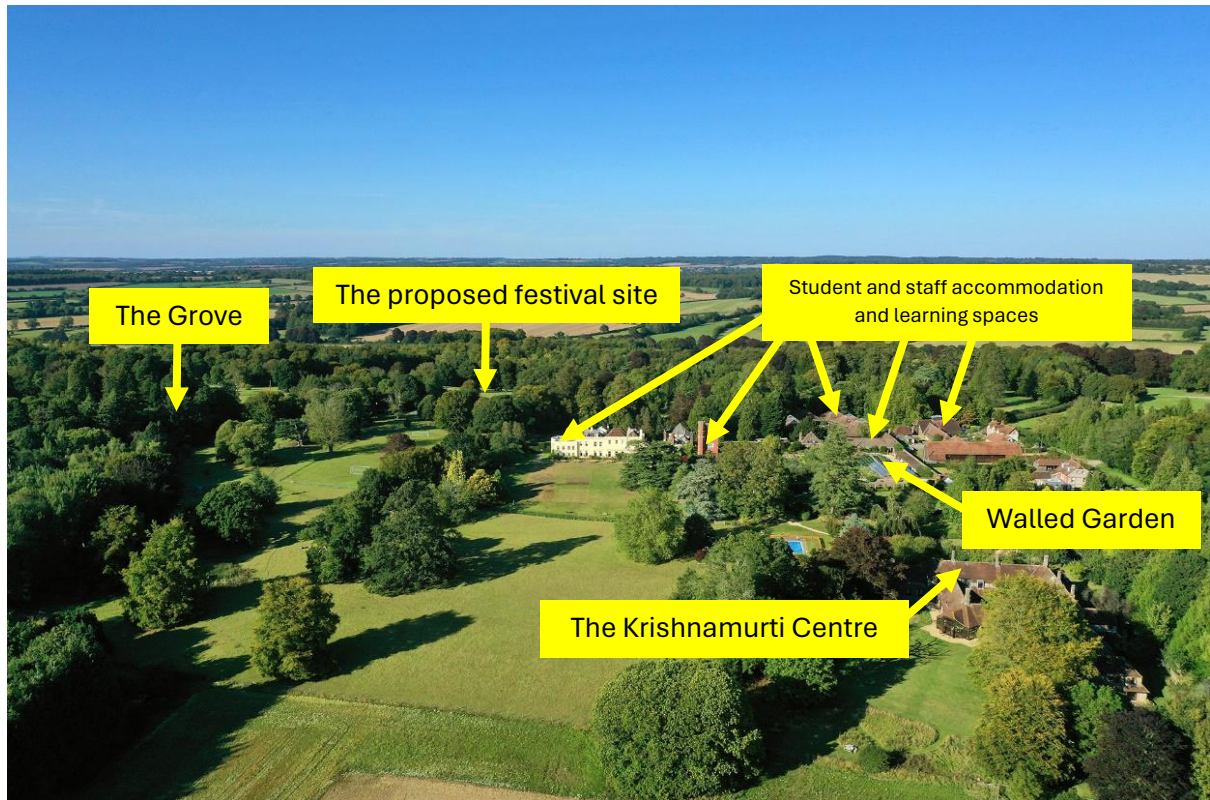 The Grove
The proposed festival site
Student and staff accommodation
and learning spaces
Walled Garden
The Krishnamurti Centre